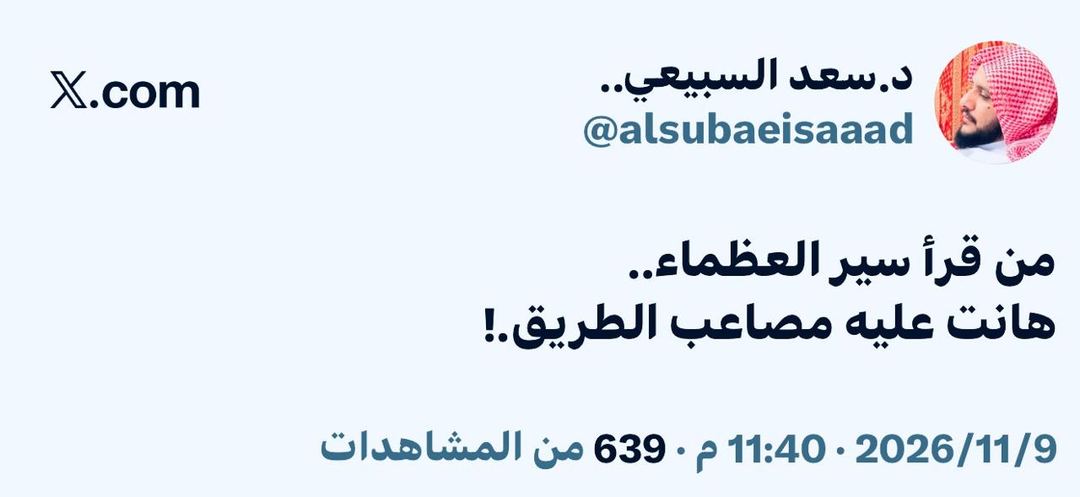 د.سعد السبيعي..
𝕏.com
@alsubaeisaaad
من قرأ سير العظماء..
هانت عليه مصاعب الطريق.!
2026/11/9 · 11:40 م · 639 من المشاهدات